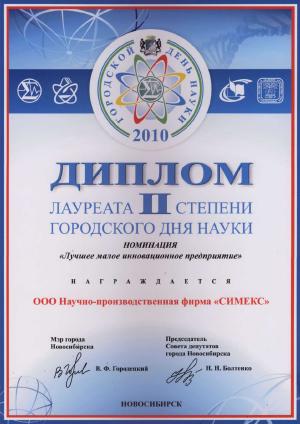 ГОРОДСКОЙ ДЕНЬ НАУКИ
2010
ДИПЛОМ
ЛАУРЕАТА II СТЕПЕНИ
ГОРОДСКОГО ДНЯ НАУКИ
НОМИНАЦИЯ
«Лучшее малое инновационное предприятие»
НАГРАЖДАЕТСЯ
ООО Научно-производственная фирма «СИМЕКС»
Мэр города
Новосибирска
В. Ф. Городецкий
Председатель
Совета депутатов
города Новосибирска
Н. Н. Болтенко
НОВОСИБИРСК